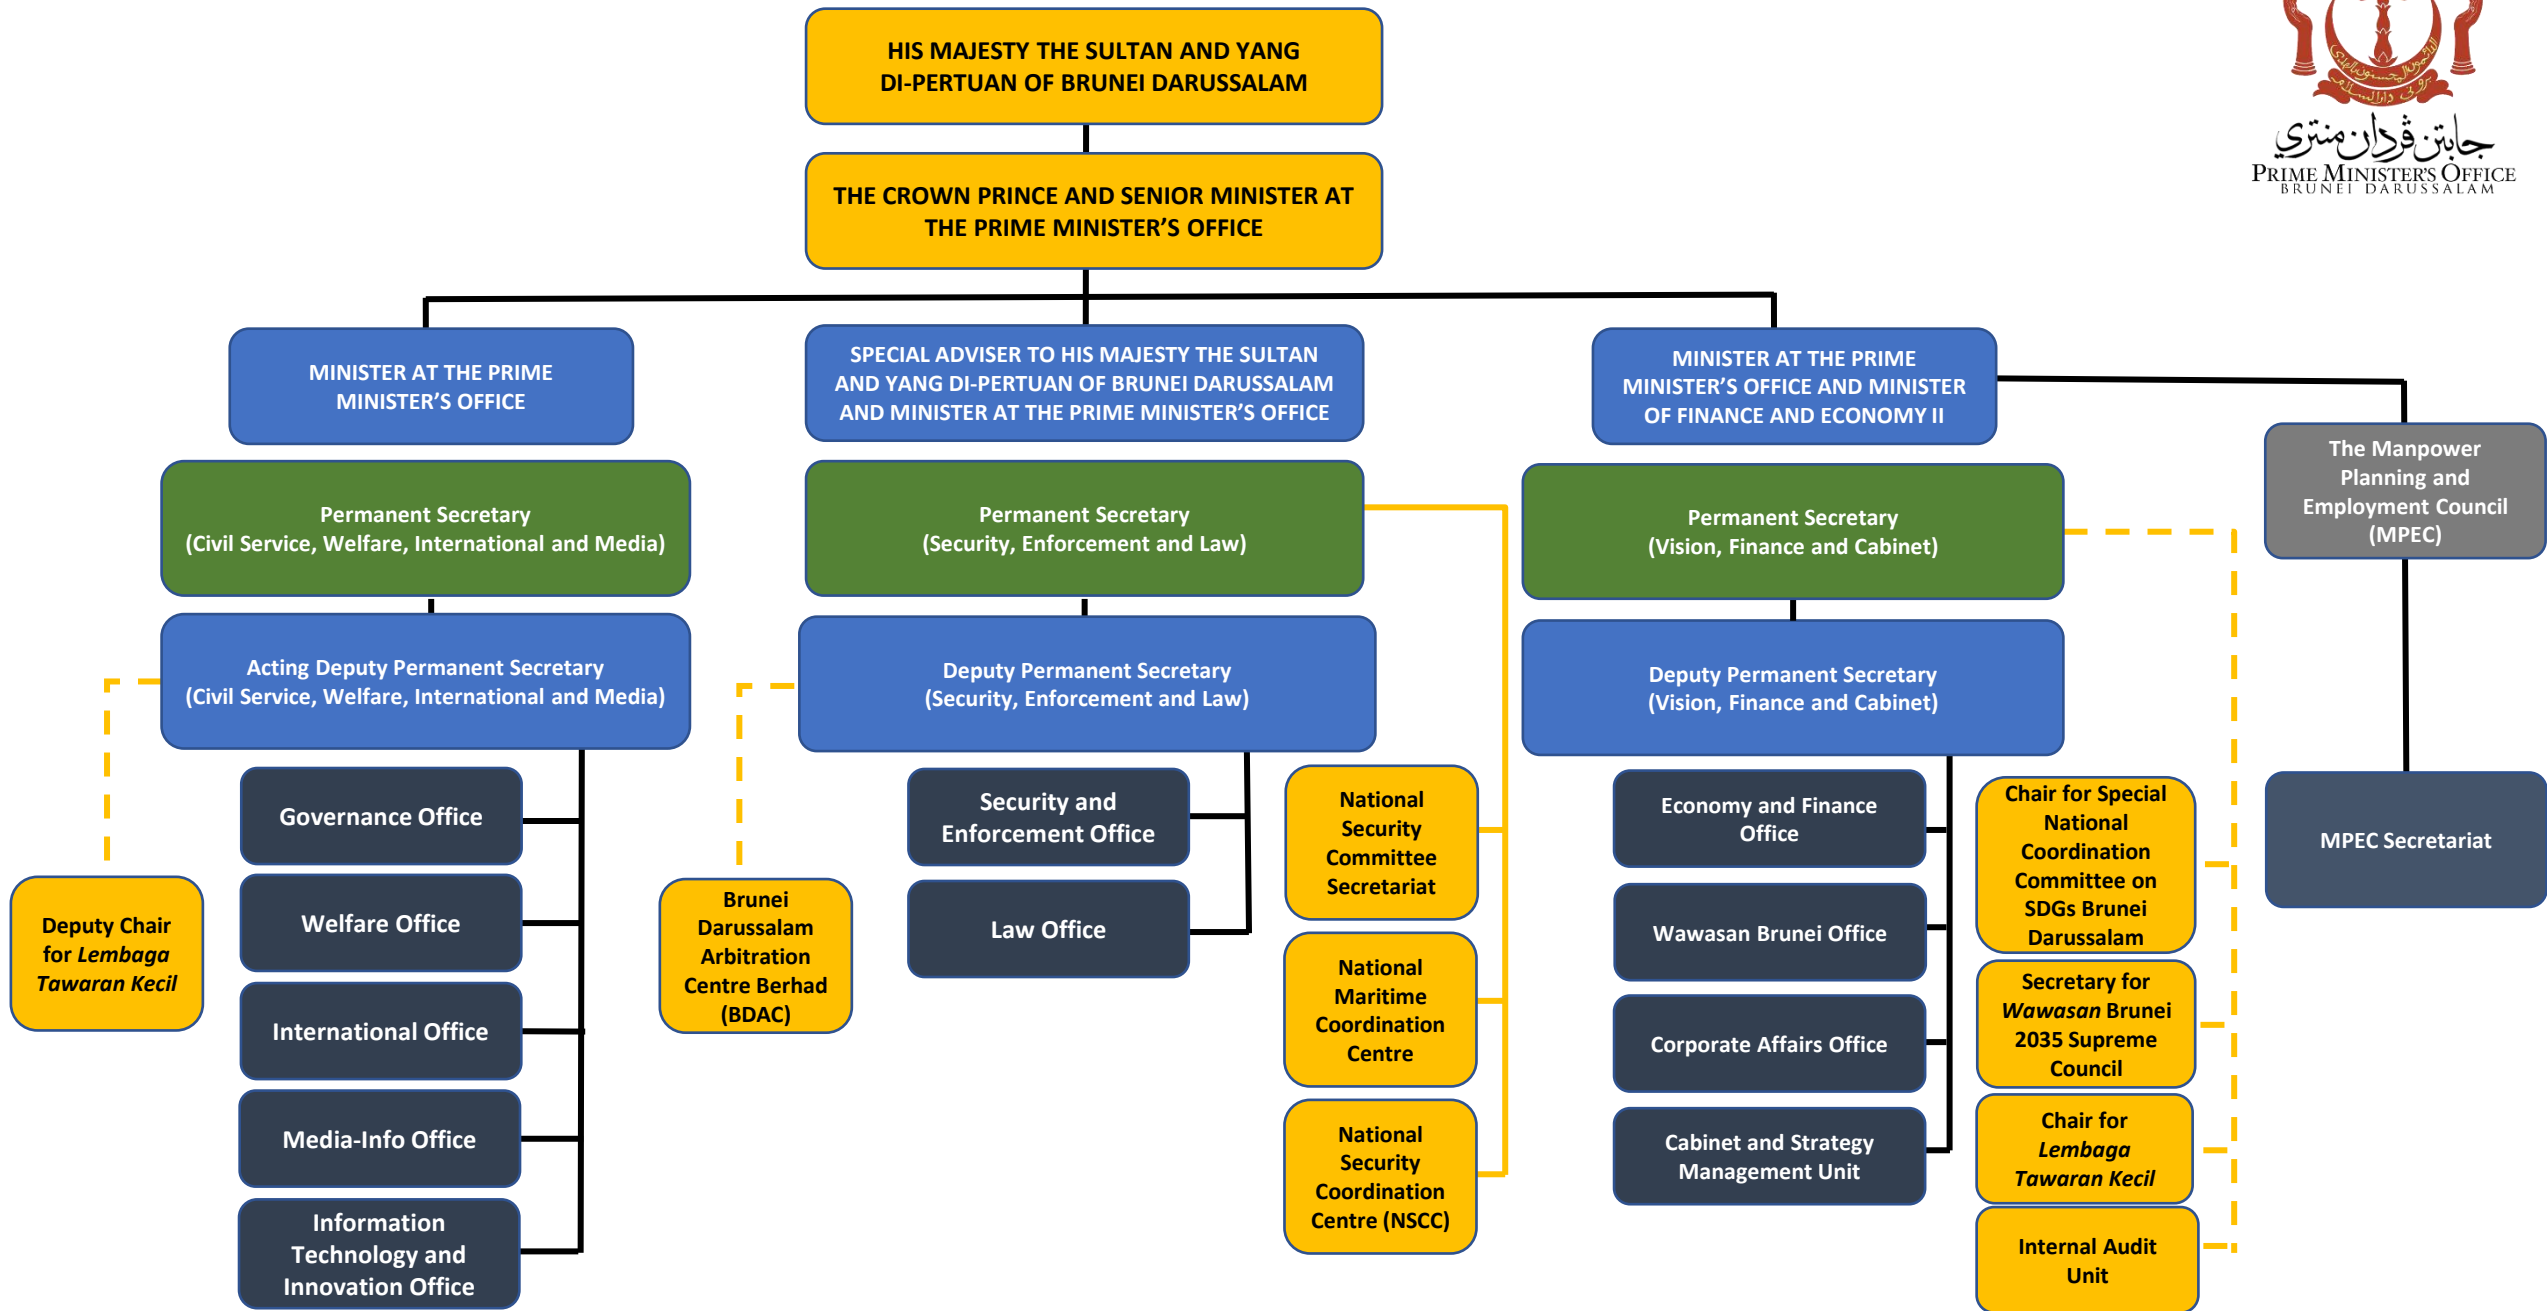 HIS MAJESTY THE SULTAN AND YANG
DI-PERTUAN OF BRUNEI DARUSSALAM
جابتن ڤردان منتري
PRIME MINISTER'S OFFICE
BRUNEI DARUSSALAM
THE CROWN PRINCE AND SENIOR MINISTER AT
THE PRIME MINISTER’S OFFICE
MINISTER AT THE PRIME
MINISTER’S OFFICE
SPECIAL ADVISER TO HIS MAJESTY THE SULTAN
AND YANG DI-PERTUAN OF BRUNEI DARUSSALAM
AND MINISTER AT THE PRIME MINISTER’S OFFICE
MINISTER AT THE PRIME
MINISTER’S OFFICE AND MINISTER
OF FINANCE AND ECONOMY II
The Manpower
Planning and
Employment Council
(MPEC)
Permanent Secretary
(Civil Service, Welfare, International and Media)
Permanent Secretary
(Security, Enforcement and Law)
Permanent Secretary
(Vision, Finance and Cabinet)
Acting Deputy Permanent Secretary
(Civil Service, Welfare, International and Media)
Deputy Permanent Secretary
(Security, Enforcement and Law)
Deputy Permanent Secretary
(Vision, Finance and Cabinet)
Deputy Chair
for Lembaga
Tawaran Kecil
Governance Office
Welfare Office
International Office
Media-Info Office
Information
Technology and
Innovation Office
Brunei
Darussalam
Arbitration
Centre Berhad
(BDAC)
Security and
Enforcement Office
Law Office
National
Security
Committee
Secretariat
National
Maritime
Coordination
Centre
National
Security
Coordination
Centre (NSCC)
Economy and Finance
Office
Wawasan Brunei Office
Corporate Affairs Office
Cabinet and Strategy
Management Unit
Chair for Special
National
Coordination
Committee on
SDGs Brunei
Darussalam
Secretary for
Wawasan Brunei
2035 Supreme
Council
Chair for
Lembaga
Tawaran Kecil
Internal Audit
Unit
MPEC Secretariat